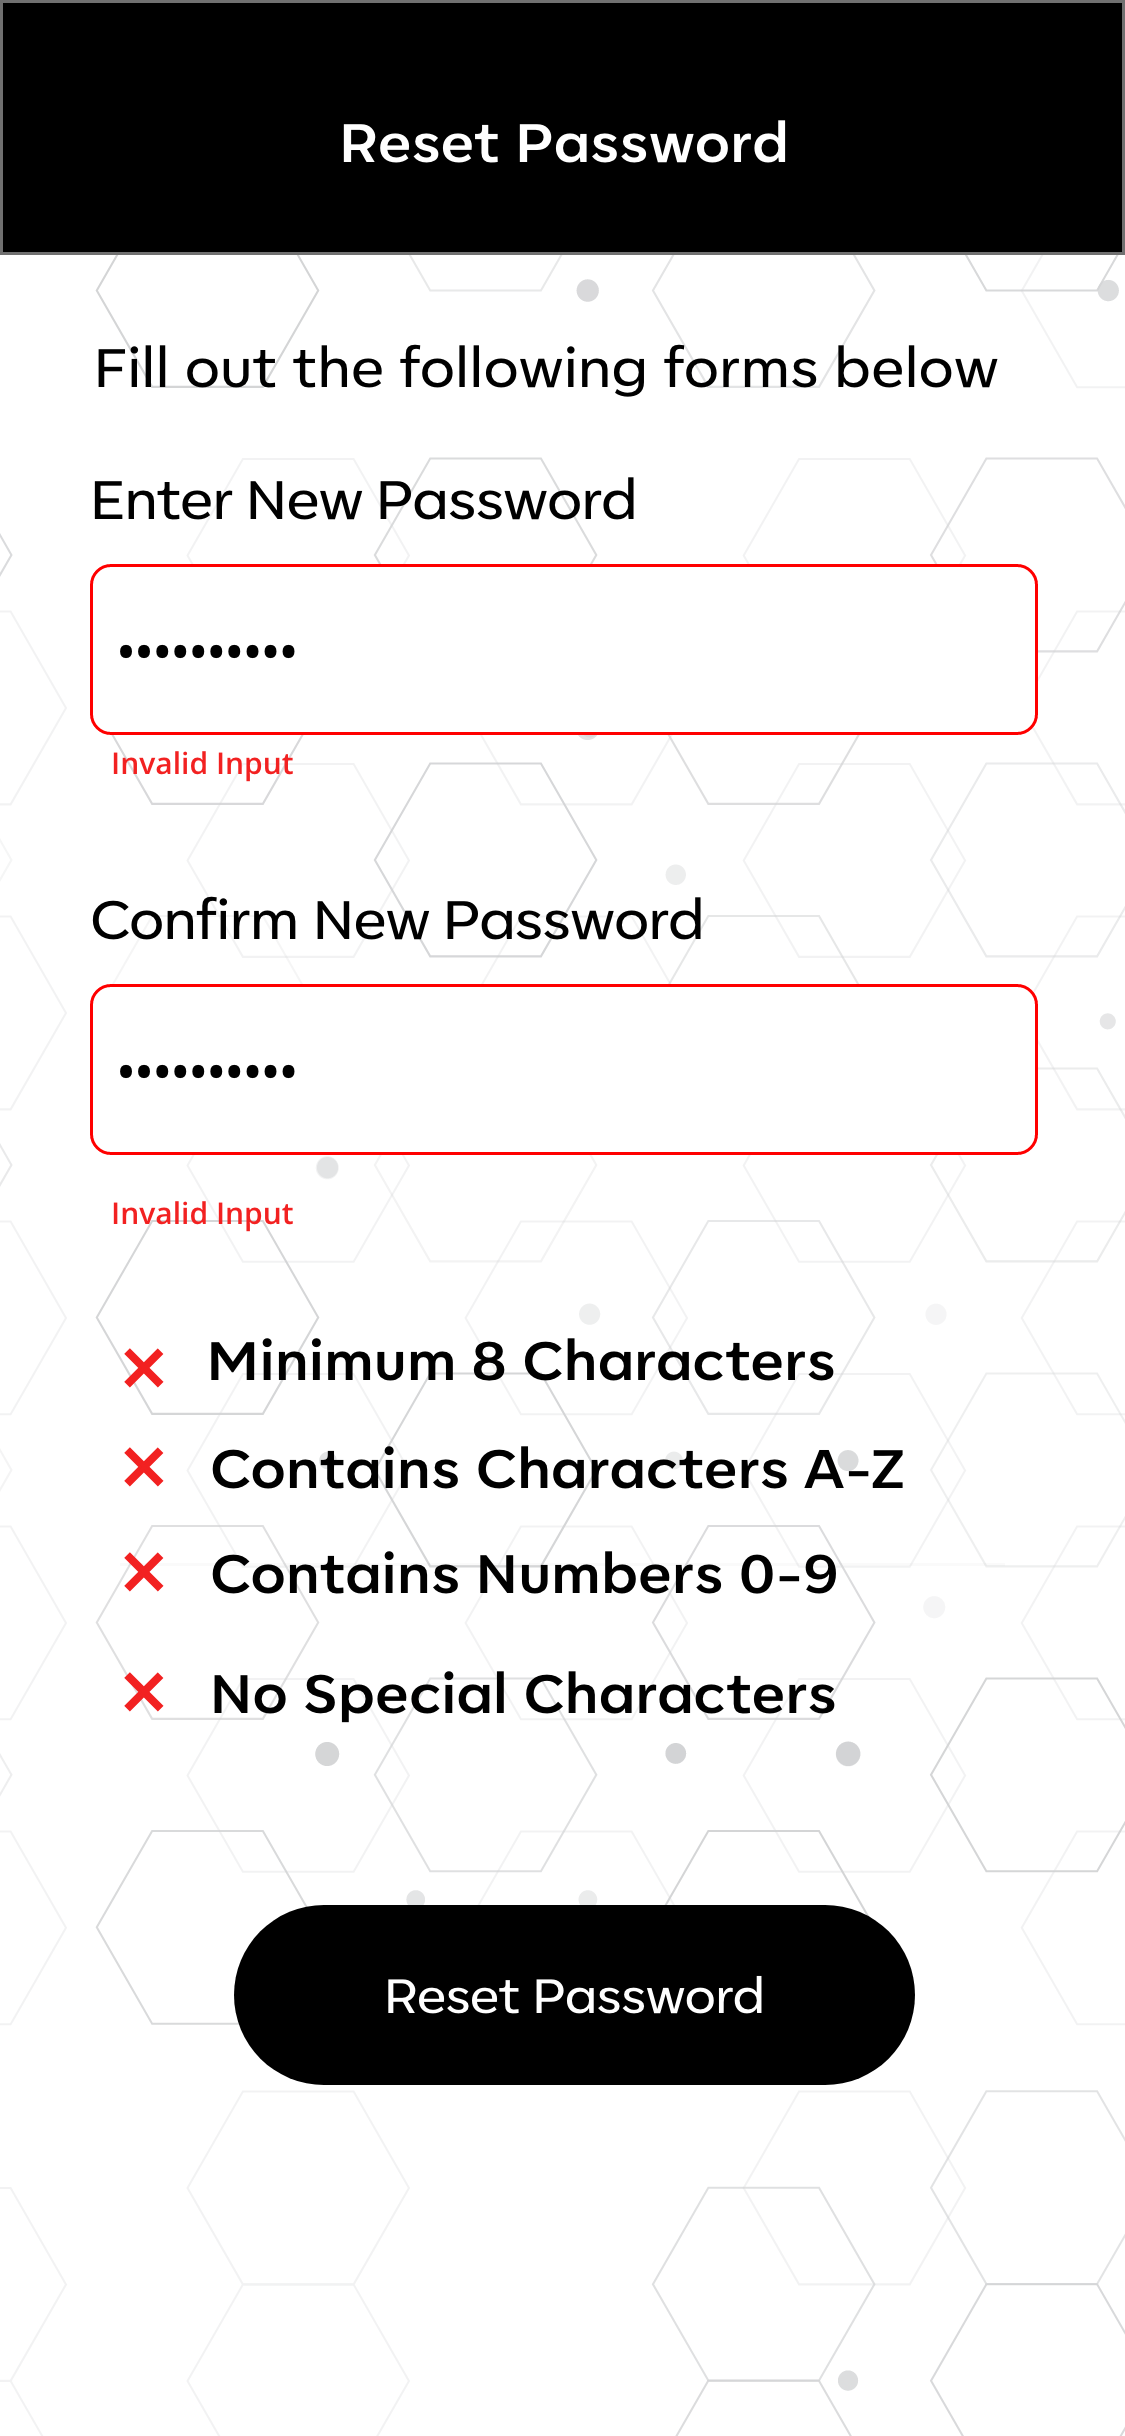 Reset Password
Fill out the following forms below
Enter New Password
••••••••••
Invalid Input
Confirm New Password
••••••••••
Invalid Input
Minimum 8 Characters
Contains Characters A-Z
Contains Numbers 0-9
No Special Characters
Reset Password